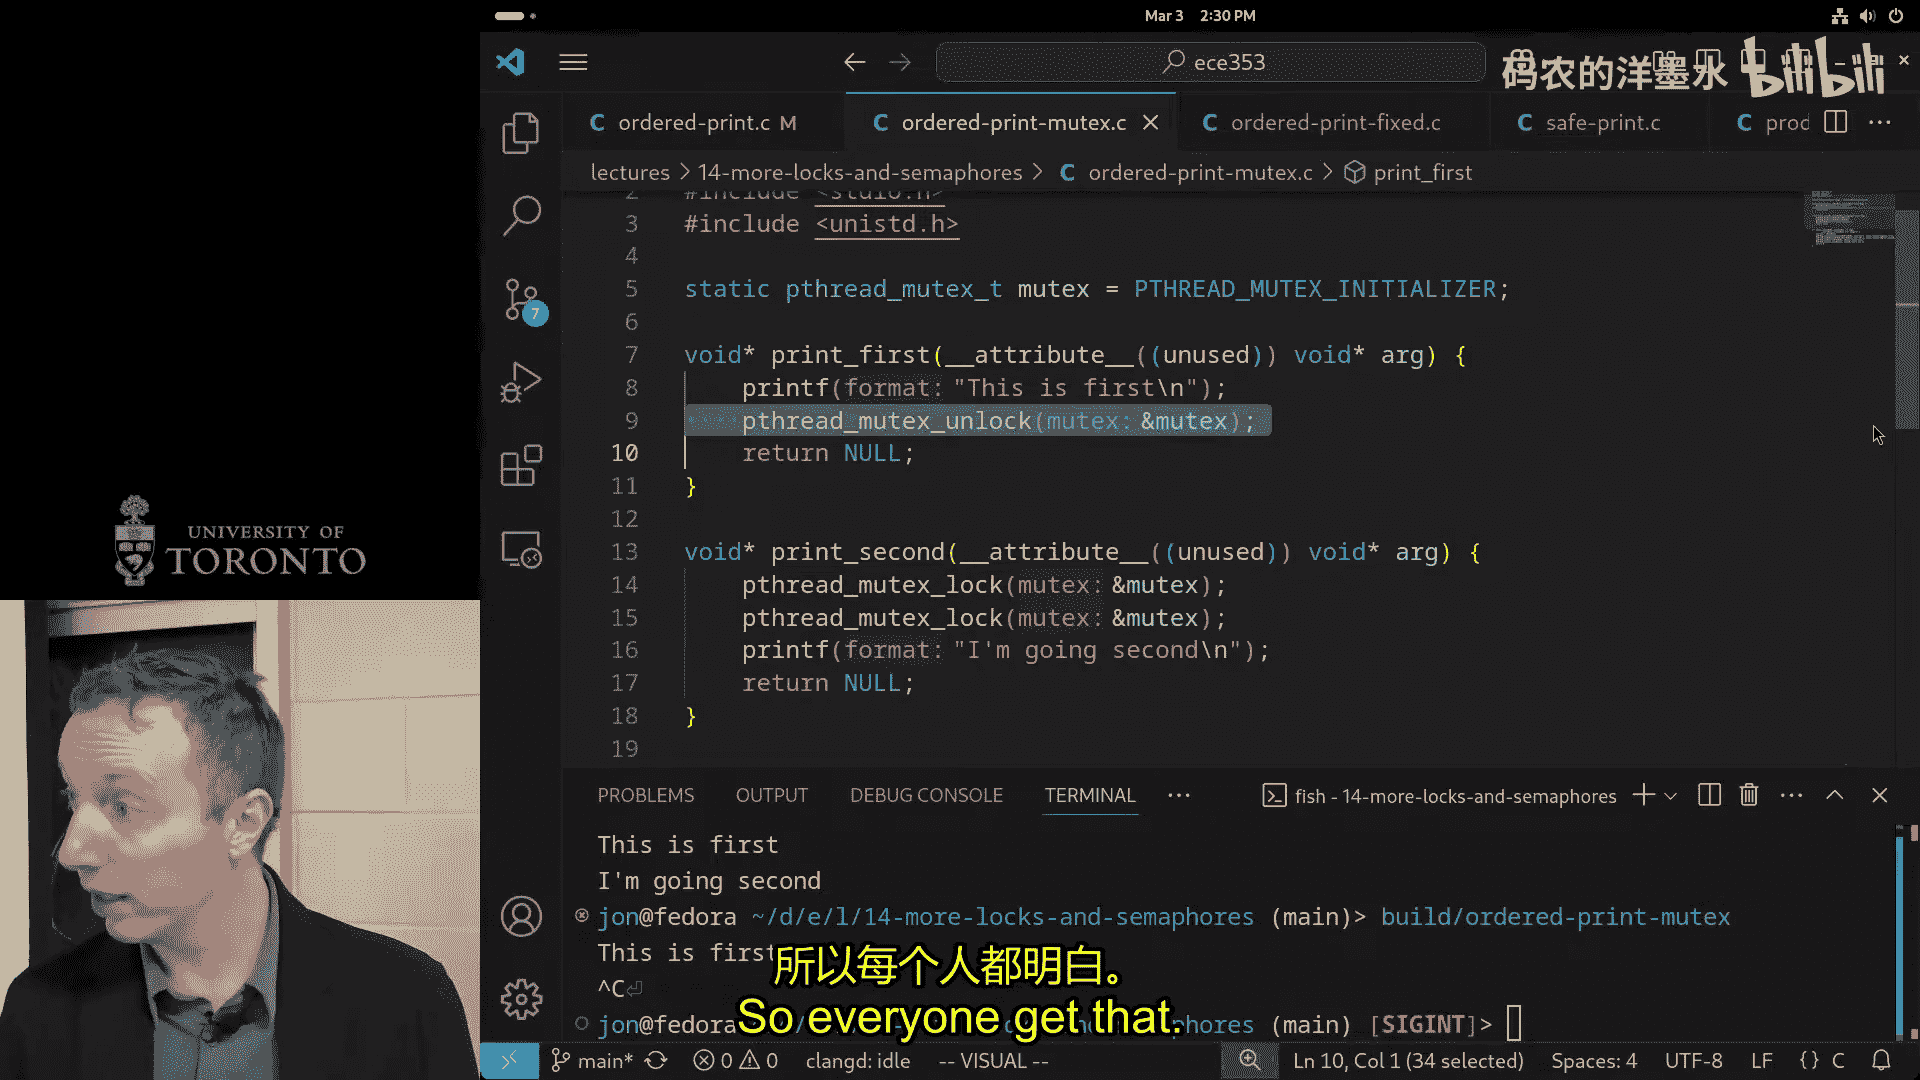 Mar 3 2:30 PM
ece353
码农的洋墨水 bilibili
ordered-print.c M
ordered-print-mutex.c
ordered-print-fixed.c
safe-print.c
prod
lectures > 14-more-locks-and-semaphores > C ordered-print-mutex.c > print_first
2 #include <stdio.h>
3 #include <unistd.h>
4
5 static pthread_mutex_t mutex = PTHREAD_MUTEX_INITIALIZER;
6
7 void* print_first(__attribute__((unused)) void* arg) {
8 printf(format: "This is first\n");
9 pthread_mutex_unlock(mutex: &mutex);
10 return NULL;
11 }
12
13 void* print_second(__attribute__((unused)) void* arg) {
14 pthread_mutex_lock(mutex: &mutex);
15 pthread_mutex_lock(mutex: &mutex);
16 printf(format: "I'm going second\n");
17 return NULL;
18 }
19
7
UNIVERSITY OF
TORONTO
PROBLEMS OUTPUT DEBUG CONSOLE TERMINAL ··· fish - 14-more-locks-and-semaphores
This is first
I'm going second
jon@fedora ~/d/e/l/14-more-locks-and-semaphores (main)> build/ordered-print-mutex
This is first
^C
jon@fedora phores (main) [SIGINT]>
所以每个人都明白。
So everyone get that.
main* 0 0 clangd: idle -- VISUAL -- Ln 10, Col 1 (34 selected) Spaces: 4 UTF-8 LF {} C